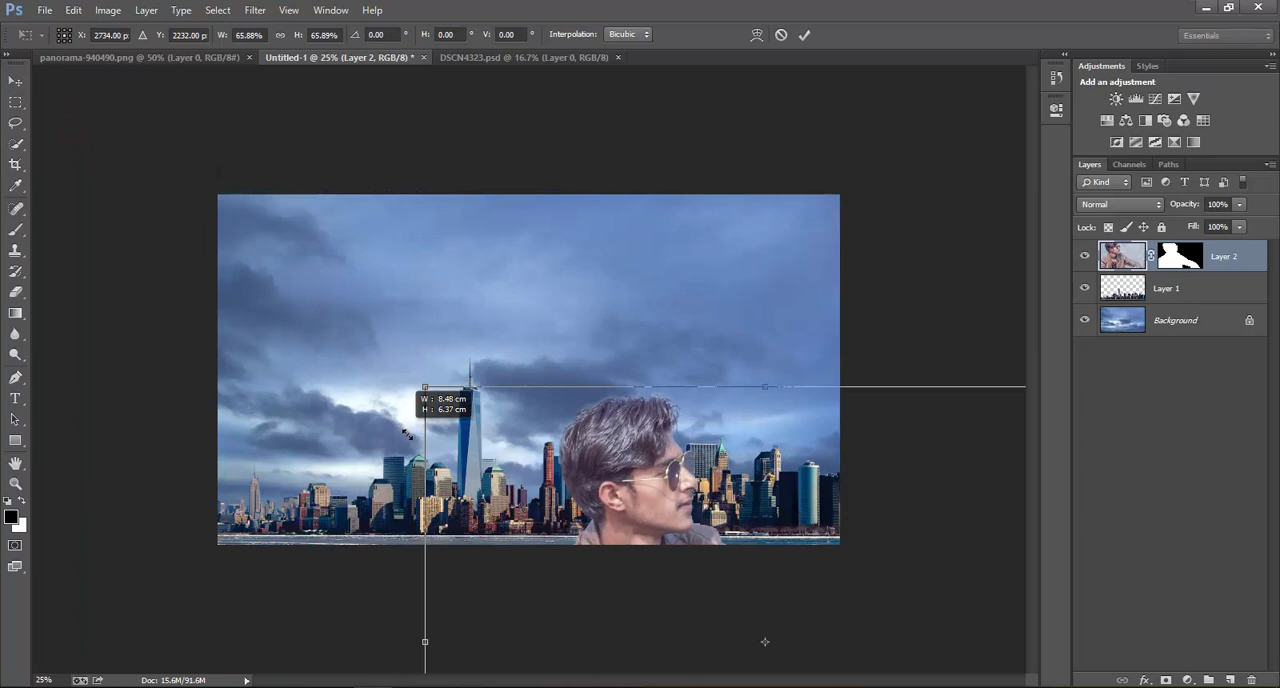 Ps File Edit Image Layer Type Select Filter View Window Help
X: 2734.00 p Y: 2232.00 p W: 65.88% H: 65.89% 0.00 ° H: 0.00 ° V: 0.00 ° Interpolation: Bicubic Essentials
panorama-940490.png @ 50% (Layer 0, RGB/8#) × Untitled-1 @ 25% (Layer 2, RGB/8) * × DSCN4323.psd @ 16.7% (Layer 0, RGB/8) ×
Adjustments Styles
Add an adjustment
Layers Channels Paths
Kind
Normal Opacity: 100%
Lock: Fill: 100%
Layer 2
Layer 1
Background
W : 8.48 cm
H : 6.37 cm
25% Doc: 15.6M/91.6M